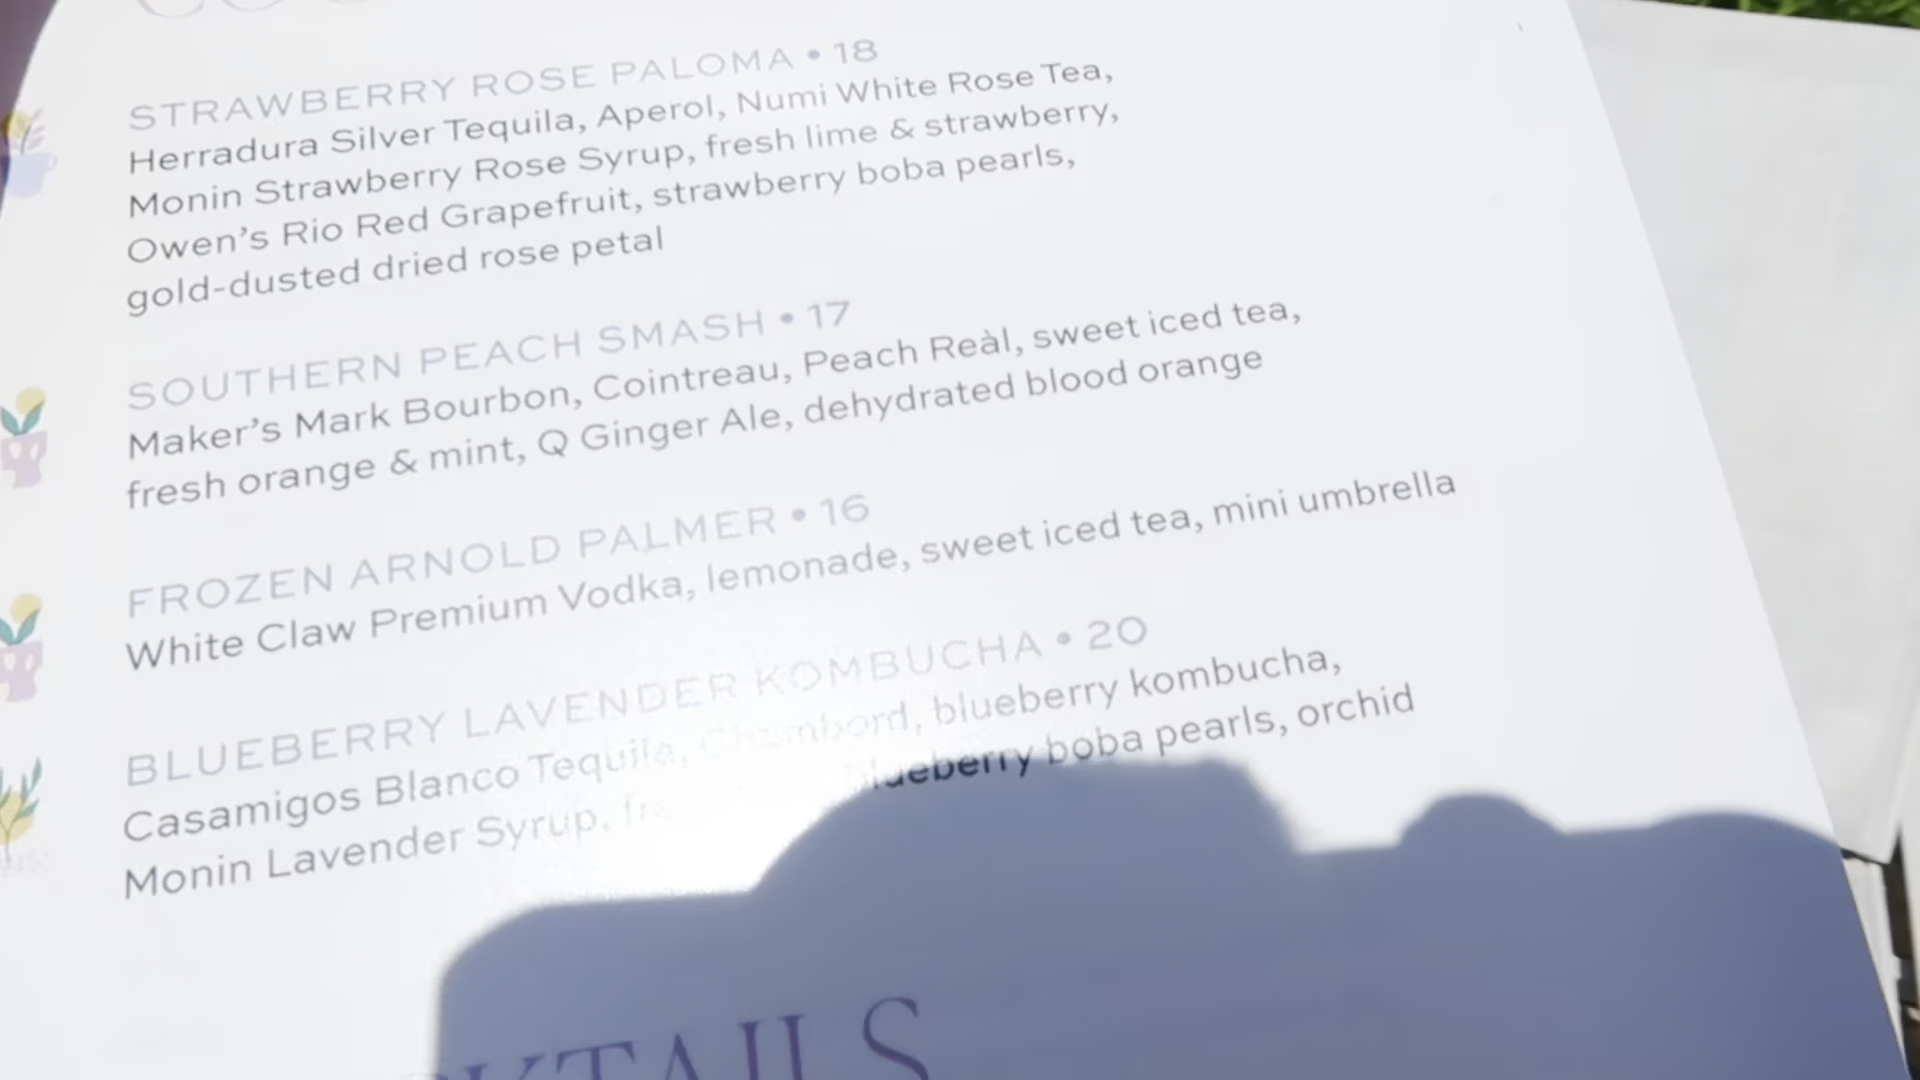 STRAWBERRY ROSE PALOMA • 18
Herradura Silver Tequila, Aperol, Numi White Rose Tea,
Monin Strawberry Rose Syrup, fresh lime & strawberry,
Owen's Rio Red Grapefruit, strawberry boba pearls,
gold-dusted dried rose petal
SOUTHERN PEACH SMASH • 17
Maker's Mark Bourbon, Cointreau, Peach Reàl, sweet iced tea,
fresh orange & mint, Q Ginger Ale, dehydrated blood orange
FROZEN ARNOLD PALMER • 16
White Claw Premium Vodka, lemonade, sweet iced tea, mini umbrella
BLUEBERRY LAVENDER KOMBUCHA • 20
Casamigos Blanco Tequila, Chambord, blueberry kombucha,
Monin Lavender Syrup, blueberry boba pearls, orchid